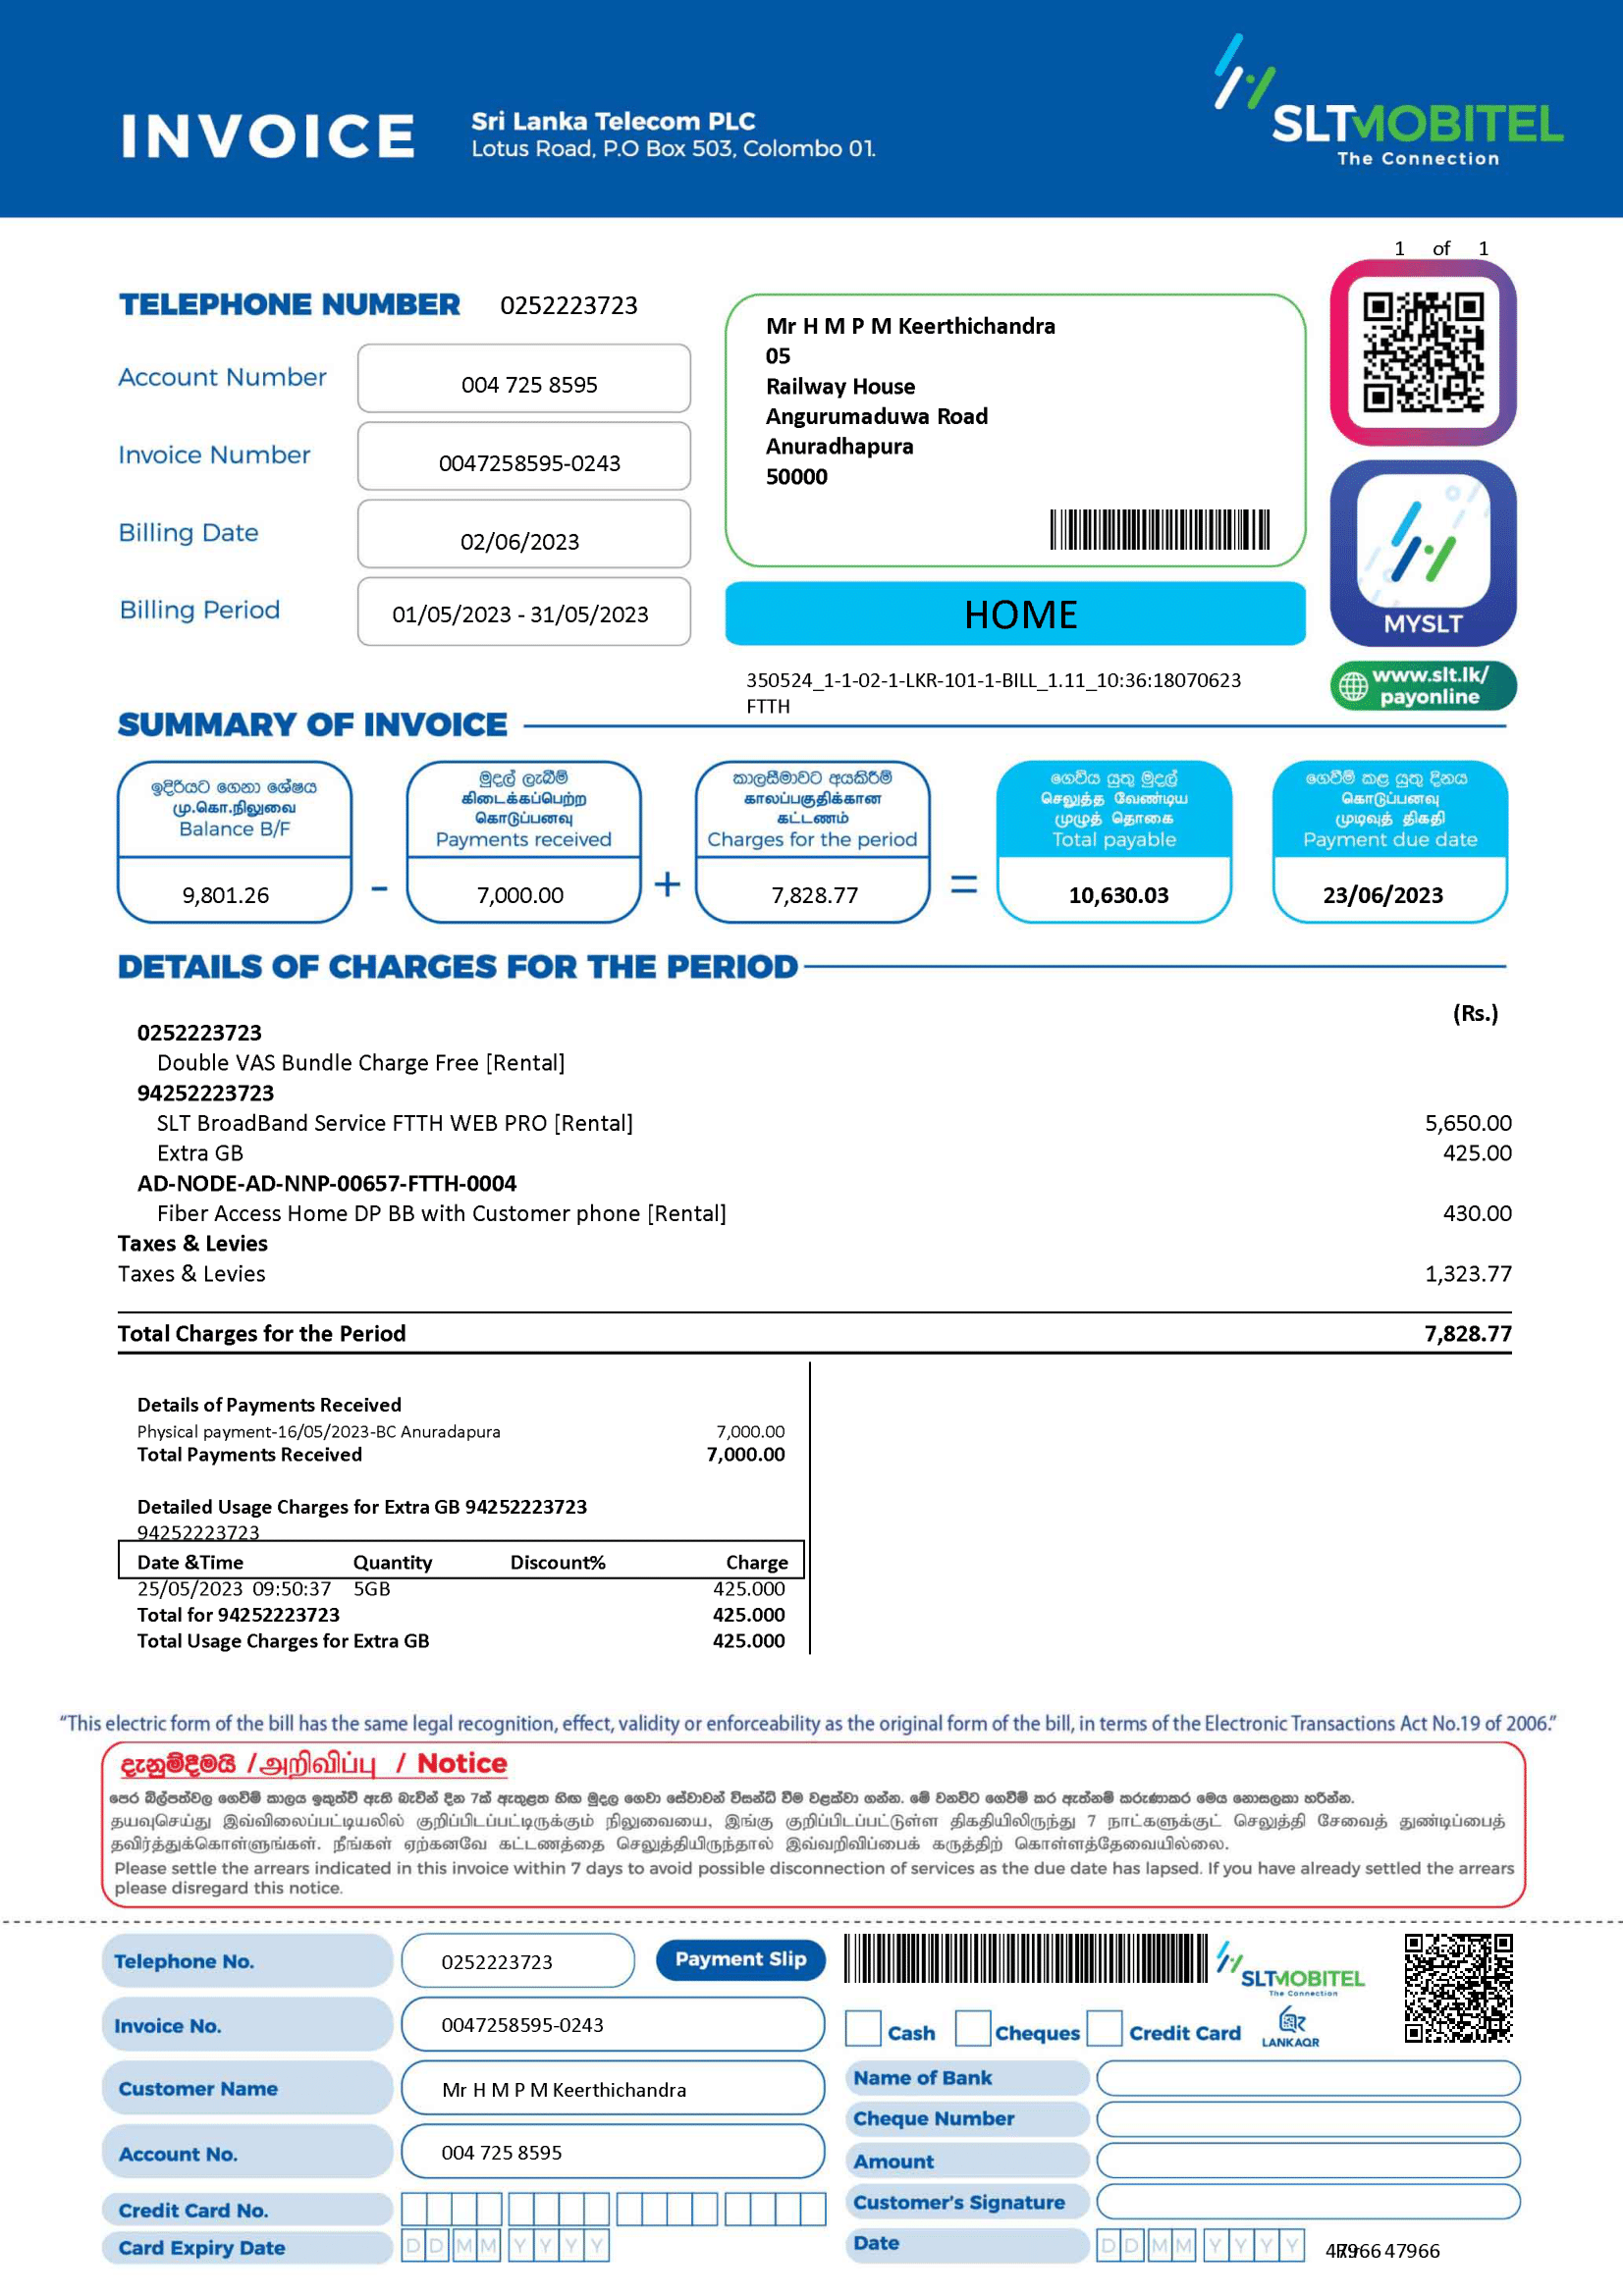 INVOICE
Sri Lanka Telecom PLC
Lotus Road, P.O Box 503, Colombo 01.
SLTMOBITEL
The Connection
1 of 1
TELEPHONE NUMBER 0252223723
Account Number 004 725 8595
Invoice Number 0047258595-0243
Billing Date 02/06/2023
Billing Period 01/05/2023 - 31/05/2023
Mr H M P M Keerthichandra
05
Railway House
Angurumaduwa Road
Anuradhapura
50000
HOME
MYSLT
www.slt.lk/
payonline
350524_1-1-02-1-LKR-101-1-BILL_1.11_10:36:18070623
FTTH
SUMMARY OF INVOICE
ඉදිරියට ගෙනා ශේෂය
மு.கொ.நிலுவை
Balance B/F
9,801.26
-
මුදල් ලැබීම්
கிடைக்கப்பெற்ற
கொடுப்பனவு
Payments received
7,000.00
+
කාලසීමාවට අයකිරීම්
காலப்பகுதிக்கான
கட்டணம்
Charges for the period
7,828.77
=
ගෙවිය යුතු මුදල්
செலுத்த வேண்டிய
முழுத் தொகை
Total payable
10,630.03
ගෙවීම් කළ යුතු දිනය
கொடுப்பனவு
முடிவுத் திகதி
Payment due date
23/06/2023
DETAILS OF CHARGES FOR THE PERIOD
(Rs.)
0252223723
Double VAS Bundle Charge Free [Rental]
94252223723
SLT BroadBand Service FTTH WEB PRO [Rental] 5,650.00
Extra GB 425.00
AD-NODE-AD-NNP-00657-FTTH-0004
Fiber Access Home DP BB with Customer phone [Rental] 430.00
Taxes & Levies
Taxes & Levies 1,323.77
Total Charges for the Period 7,828.77
Details of Payments Received
Physical payment-16/05/2023-BC Anuradapura 7,000.00
Total Payments Received 7,000.00
Detailed Usage Charges for Extra GB 94252223723
94252223723
Date &Time Quantity Discount% Charge
25/05/2023 09:50:37 5GB 425.000
Total for 94252223723 425.000
Total Usage Charges for Extra GB 425.000
“This electric form of the bill has the same legal recognition, effect, validity or enforceability as the original form of the bill, in terms of the Electronic Transactions Act No.19 of 2006.”
දැනුම්දීමයි / அறிவிப்பு / Notice
පෙර බිල්පත්වල ගෙවීම් කාලය ඉකුත්වී ඇති බැවින් දින 7ක් ඇතුළත හිඟ මුදල ගෙවා සේවාවන් විසන්ධි වීම වළක්වා ගන්න. මේ වනවිට ගෙවීම් කර ඇත්නම් කරුණාකර මෙය නොසලකා හරින්න.
தயவுசெய்து இவ்விலைப்பட்டியலில் குறிப்பிடப்பட்டிருக்கும் நிலுவையை, இங்கு குறிப்பிடப்பட்டுள்ள திகதியிலிருந்து 7 நாட்களுக்குட் செலுத்தி சேவைத் துண்டிப்பைத்
தவிர்த்துக்கொள்ளுங்கள். நீங்கள் ஏற்கனவே கட்டணத்தை செலுத்தியிருந்தால் இவ்வறிவிப்பைக் கருத்திற் கொள்ளத்தேவையில்லை.
Please settle the arrears indicated in this invoice within 7 days to avoid possible disconnection of services as the due date has lapsed. If you have already settled the arrears
please disregard this notice.
Telephone No. 0252223723
Payment Slip
SLTMOBITEL
The Connection
Invoice No. 0047258595-0243
Cash Cheques Credit Card
LANKAQR
Customer Name Mr H M P M Keerthichandra
Name of Bank
Cheque Number
Account No. 004 725 8595
Amount
Credit Card No.
Customer's Signature
Card Expiry Date DD MM YYYY
Date DD MM YYYY
47966